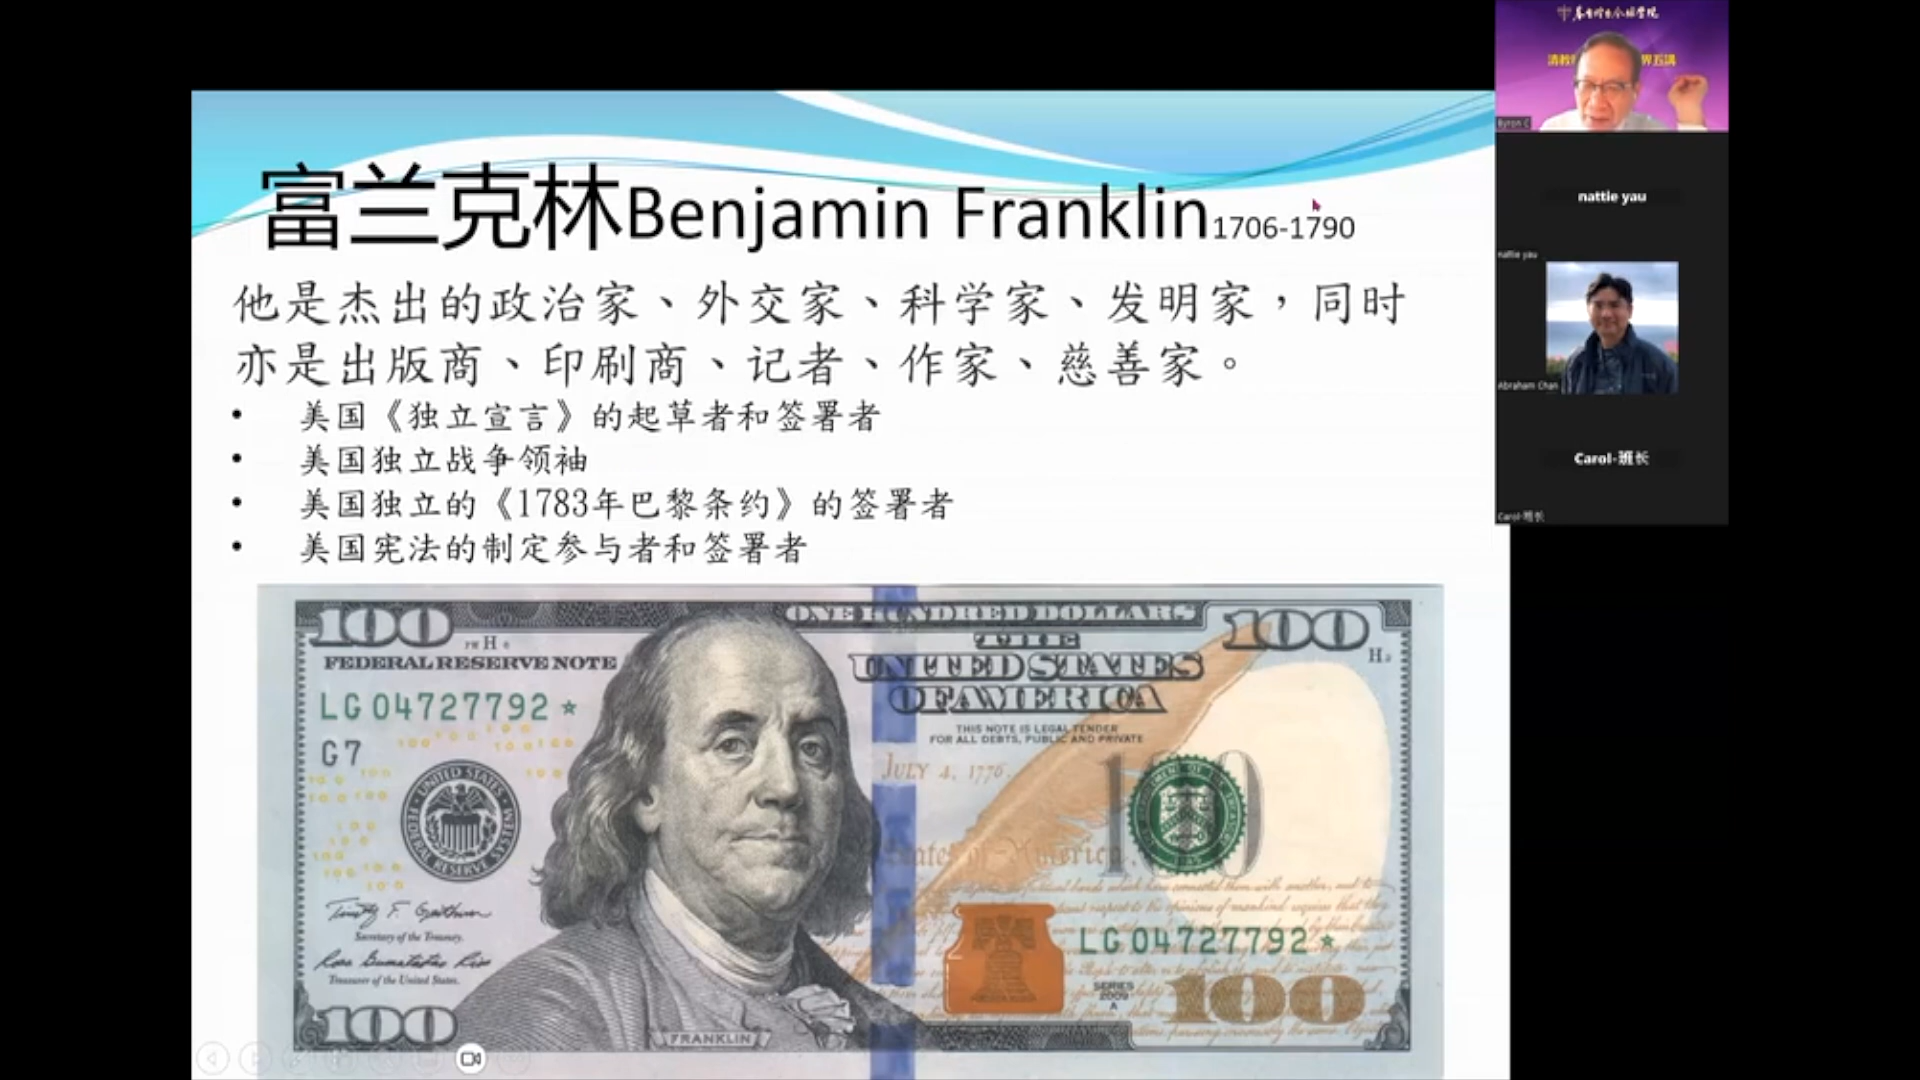 富兰克林Benjamin Franklin1706-1790
他是杰出的政治家、外交家、科学家、发明家，同时
亦是出版商、印刷商、记者、作家、慈善家。
• 美国《独立宣言》的起草者和签署者
• 美国独立战争领袖
• 美国独立的《1783年巴黎条约》的签署者
• 美国宪法的制定参与者和签署者
100
FEDERAL RESERVE NOTE
LG 04727792 *
G7
UNITED STATES
FEDERAL RESERVE SYSTEM
Secretary of the Treasury.
Treasurer of the United States.
100
FRANKLIN
ONE HUNDRED DOLLARS
THE
UNITED STATES
OF AMERICA
THIS NOTE IS LEGAL TENDER
FOR ALL DEBTS, PUBLIC AND PRIVATE
JULY 4, 1776.
100
100
LG 04727792 *
SERIES
2009
A
100
Byron C
nattie yau
nattie yau
Abraham Chan
Carol-班长
Carol-班长